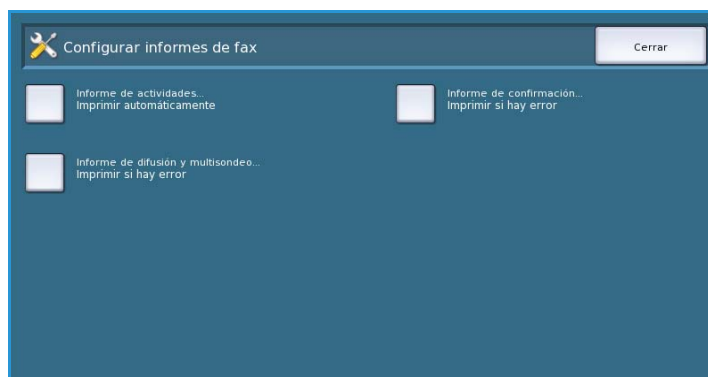 Configurar informes de fax
Cerrar
Informe de actividades...
Imprimir automáticamente
Informe de confirmación...
Imprimir si hay error
Informe de difusión y multisondeo...
Imprimir si hay error